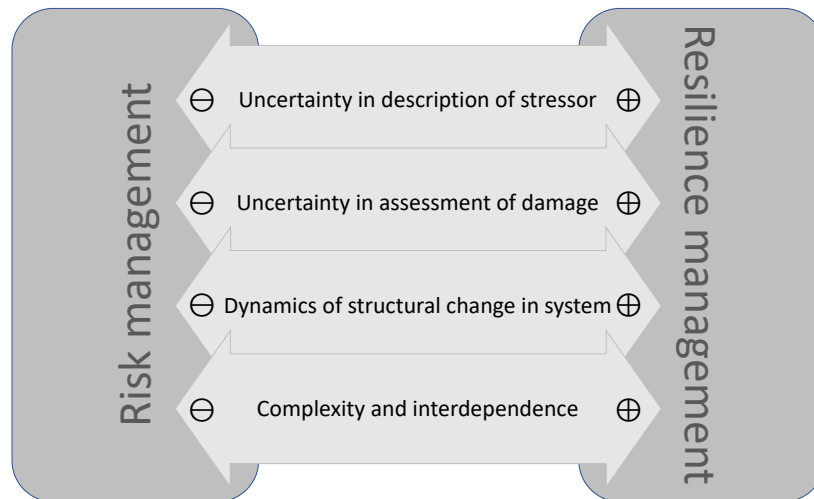 Risk management
⊖ Uncertainty in description of stressor ⊕
⊖ Uncertainty in assessment of damage ⊕
⊖ Dynamics of structural change in system ⊕
⊖ Complexity and interdependence ⊕
Resilience management